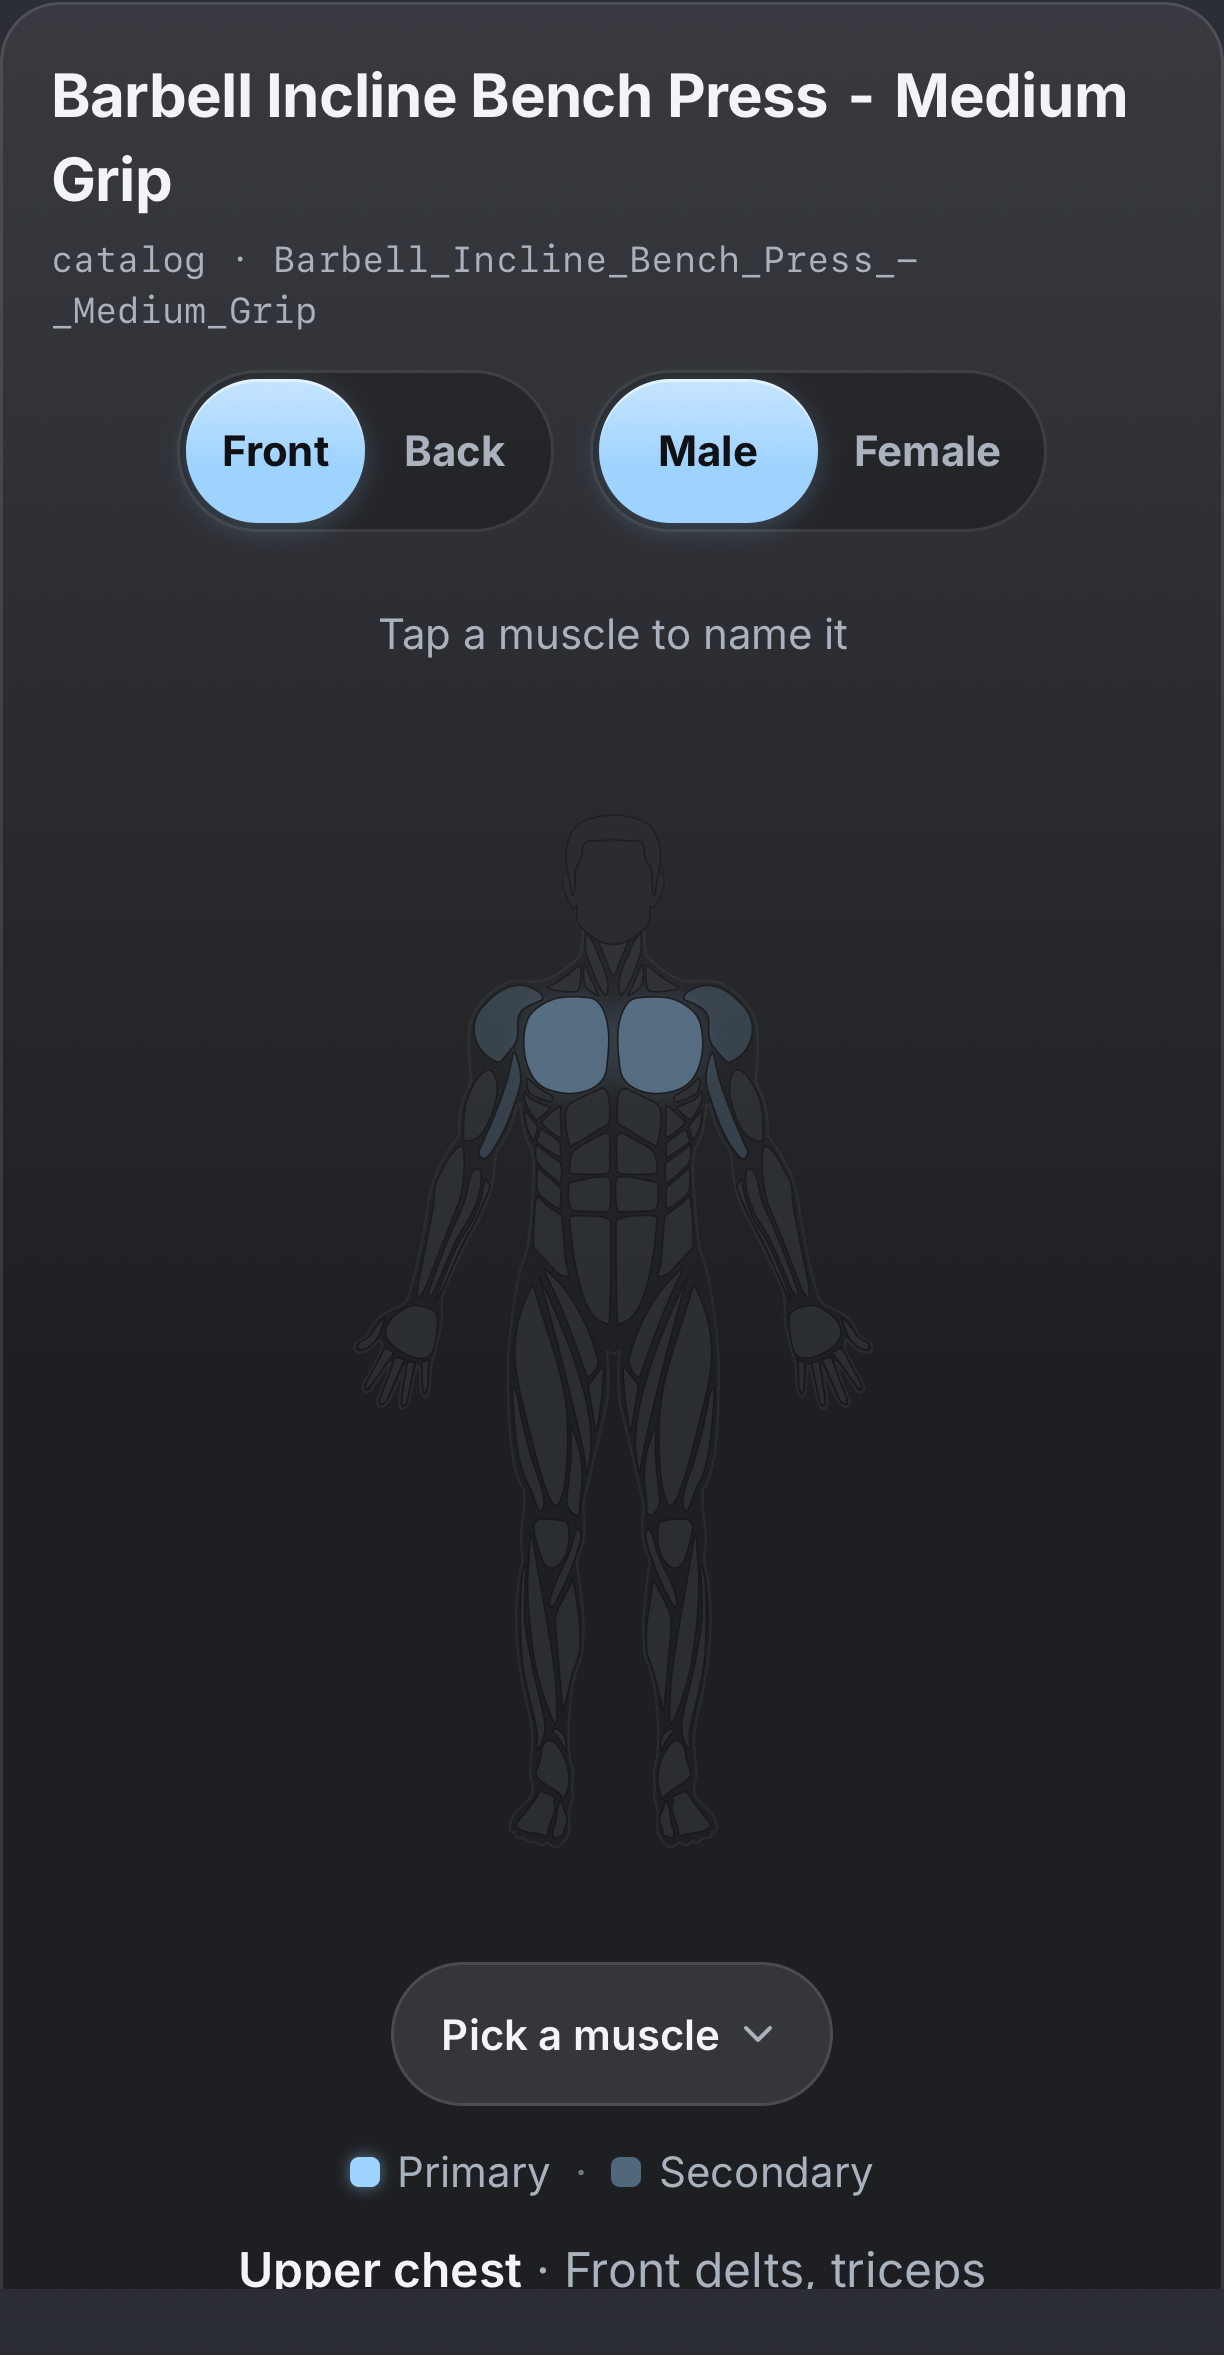 Barbell Incline Bench Press - Medium
Grip
catalog · Barbell_Incline_Bench_Press_-
_Medium_Grip
Front Back Male Female
Tap a muscle to name it
Pick a muscle
Primary · Secondary
Upper chest · Front delts, triceps